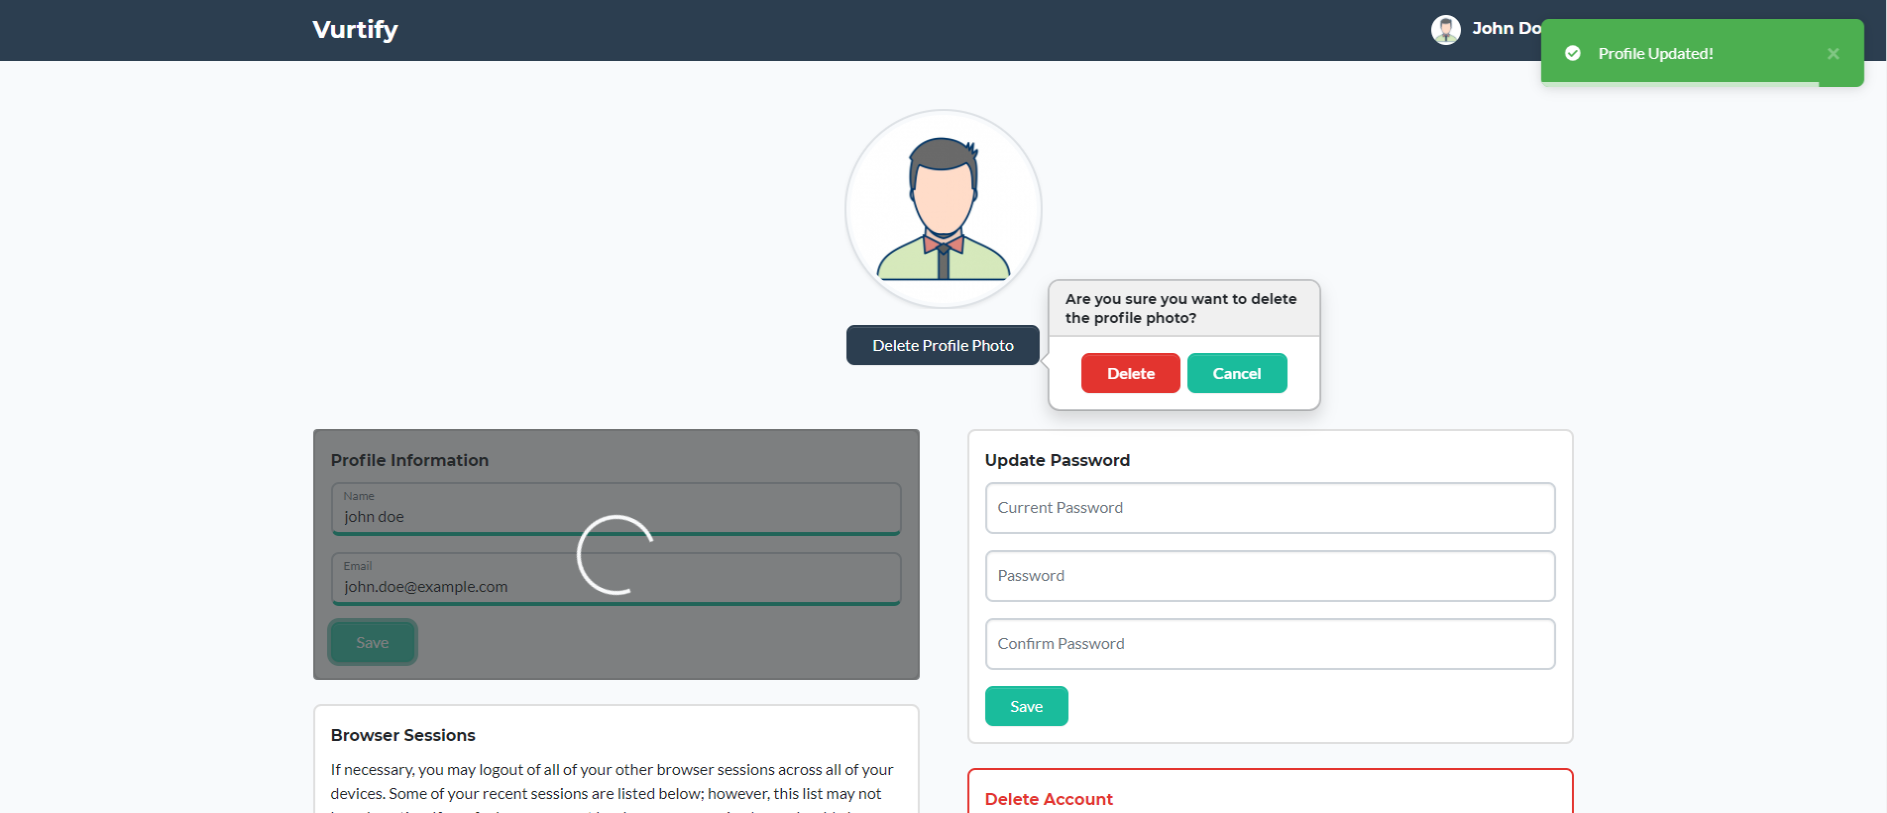 Vurtify
John Do
Profile Updated!
Are you sure you want to delete
the profile photo?
Delete Profile Photo
Delete
Cancel
Profile Information
Name
john doe
Email
john.doe@example.com
Save
Update Password
Current Password
Password
Confirm Password
Save
Browser Sessions
If necessary, you may logout of all of your other browser sessions across all of your
devices. Some of your recent sessions are listed below; however, this list may not
Delete Account